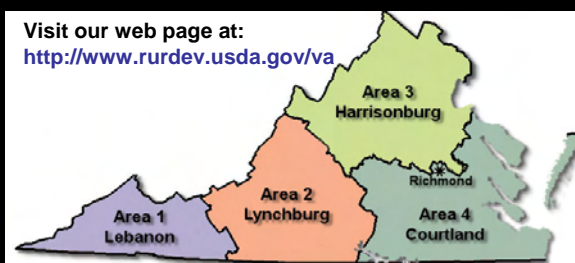 Visit our web page at:
http://www.rurdev.usda.gov/va
Area 3
Harrisonburg
Richmond
Area 2
Lynchburg
Area 1
Lebanon
Area 4
Courtland